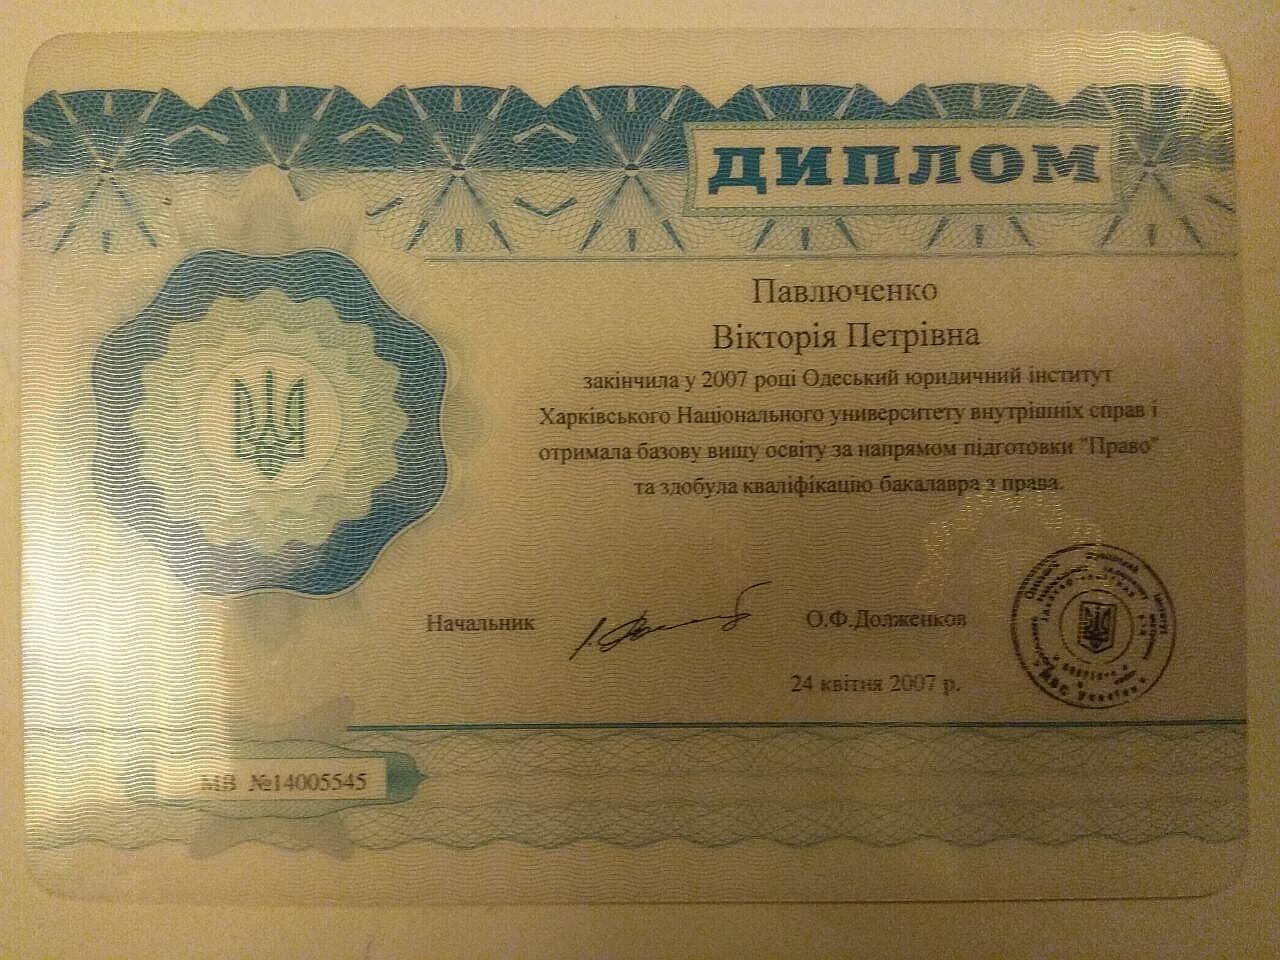 ДИПЛОМ
Павлюченко
Вікторія Петрівна
закінчила у 2007 році Одеський юридичний інститут
Харківського Національного университету внутрішніх справ і
отримала базову вищу освіту за напрямом підготовки "Право"
та здобула кваліфікацію бакалавра з права.
Начальник О.Ф.Долженков
24 квітня 2007 р.
МВ №14005545